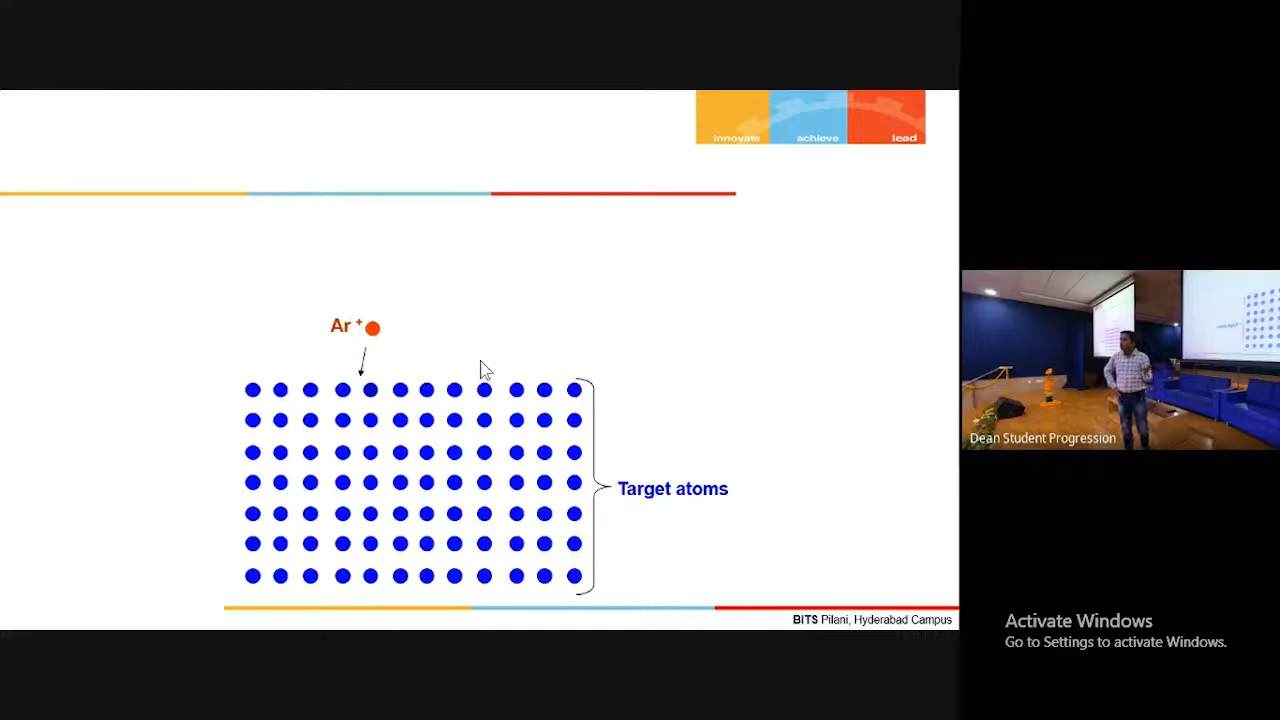 innovate achieve lead
Ar +
Target atoms
BITS Pilani, Hyderabad Campus
Dean Student Progression
Activate Windows
Go to Settings to activate Windows.